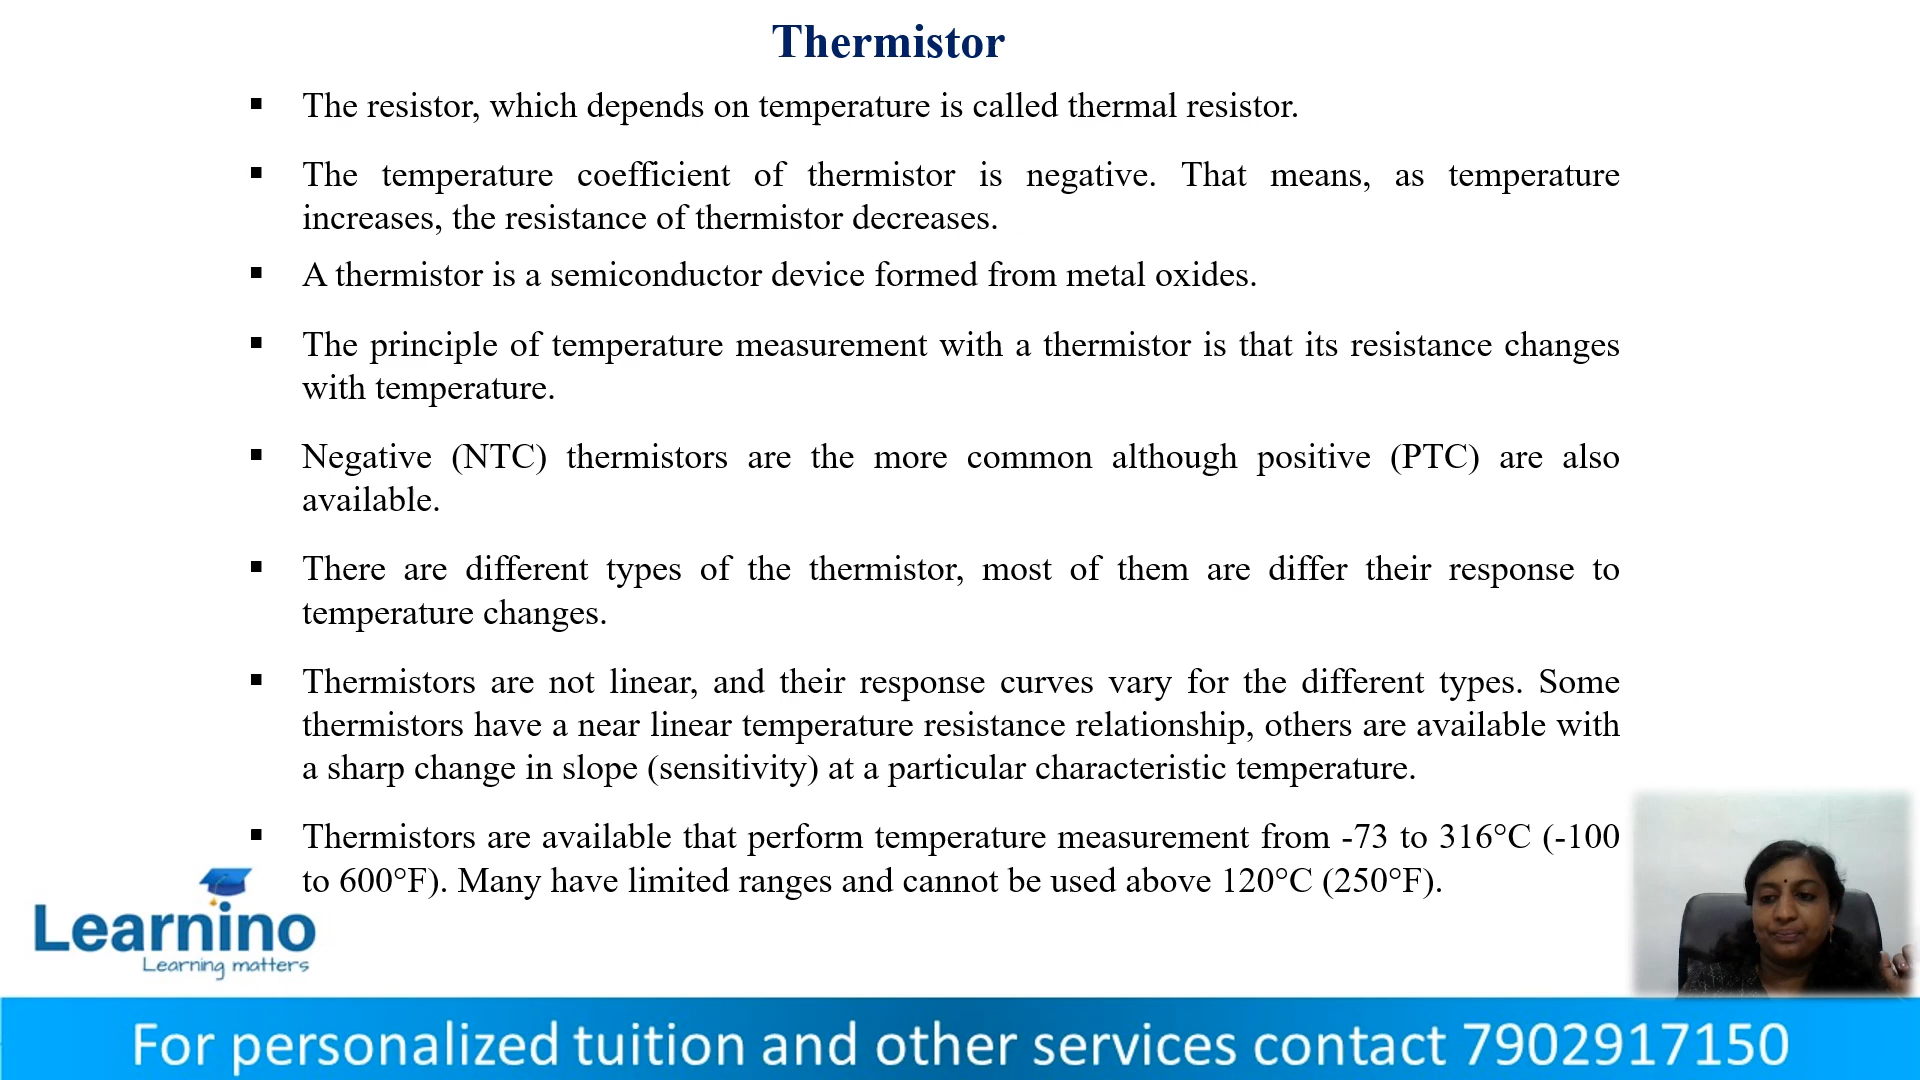 Thermistor
▪ The resistor, which depends on temperature is called thermal resistor.
▪ The temperature coefficient of thermistor is negative. That means, as temperature
increases, the resistance of thermistor decreases.
▪ A thermistor is a semiconductor device formed from metal oxides.
▪ The principle of temperature measurement with a thermistor is that its resistance changes
with temperature.
▪ Negative (NTC) thermistors are the more common although positive (PTC) are also
available.
▪ There are different types of the thermistor, most of them are differ their response to
temperature changes.
▪ Thermistors are not linear, and their response curves vary for the different types. Some
thermistors have a near linear temperature resistance relationship, others are available with
a sharp change in slope (sensitivity) at a particular characteristic temperature.
▪ Thermistors are available that perform temperature measurement from -73 to 316°C (-100
to 600°F). Many have limited ranges and cannot be used above 120°C (250°F).
Learnino
Learning matters
For personalized tuition and other services contact 7902917150